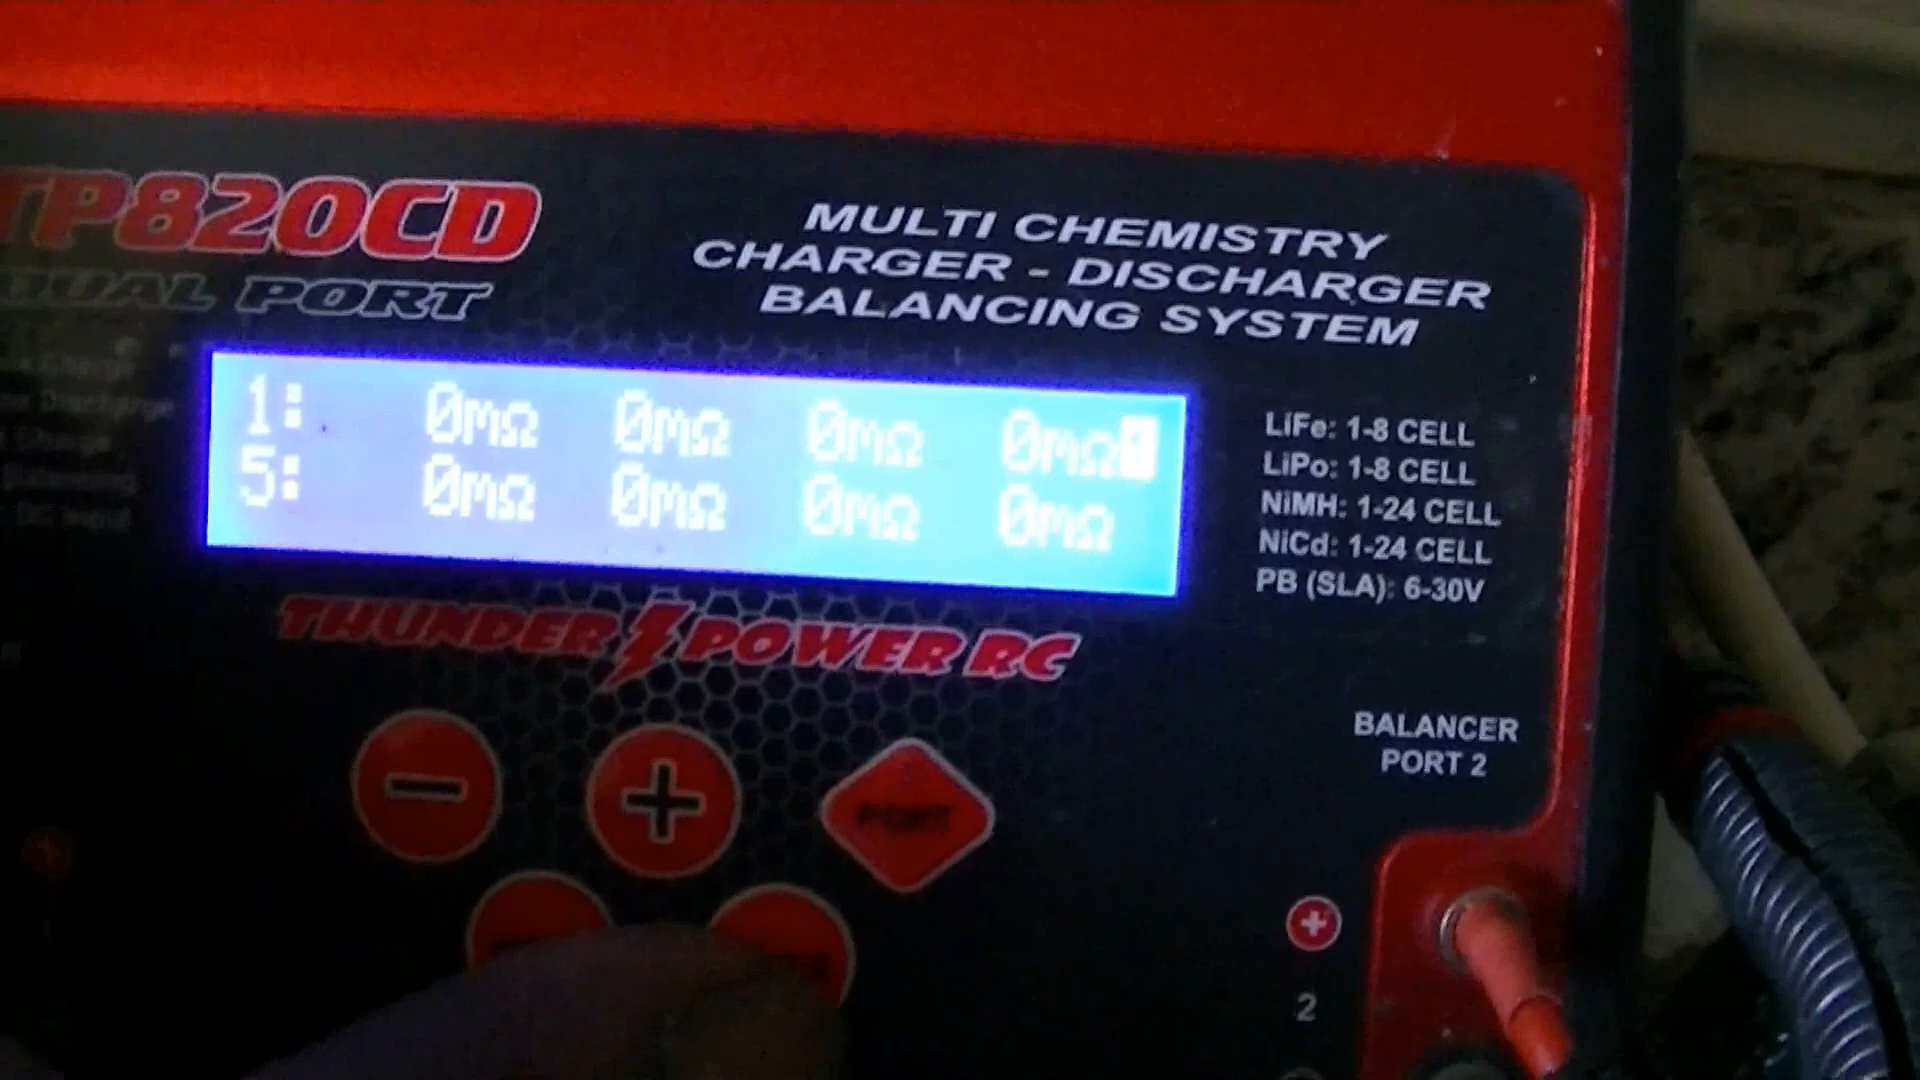 TP820CD
DUAL PORT
MULTI CHEMISTRY
CHARGER - DISCHARGER
BALANCING SYSTEM
1: 0mΩ 0mΩ 0mΩ 0mΩ
5: 0mΩ 0mΩ 0mΩ 0mΩ
LiFe: 1-8 CELL
LiPo: 1-8 CELL
NiMH: 1-24 CELL
NiCd: 1-24 CELL
PB (SLA): 6-30V
THUNDER POWER RC
BALANCER
PORT 2
PORT
2